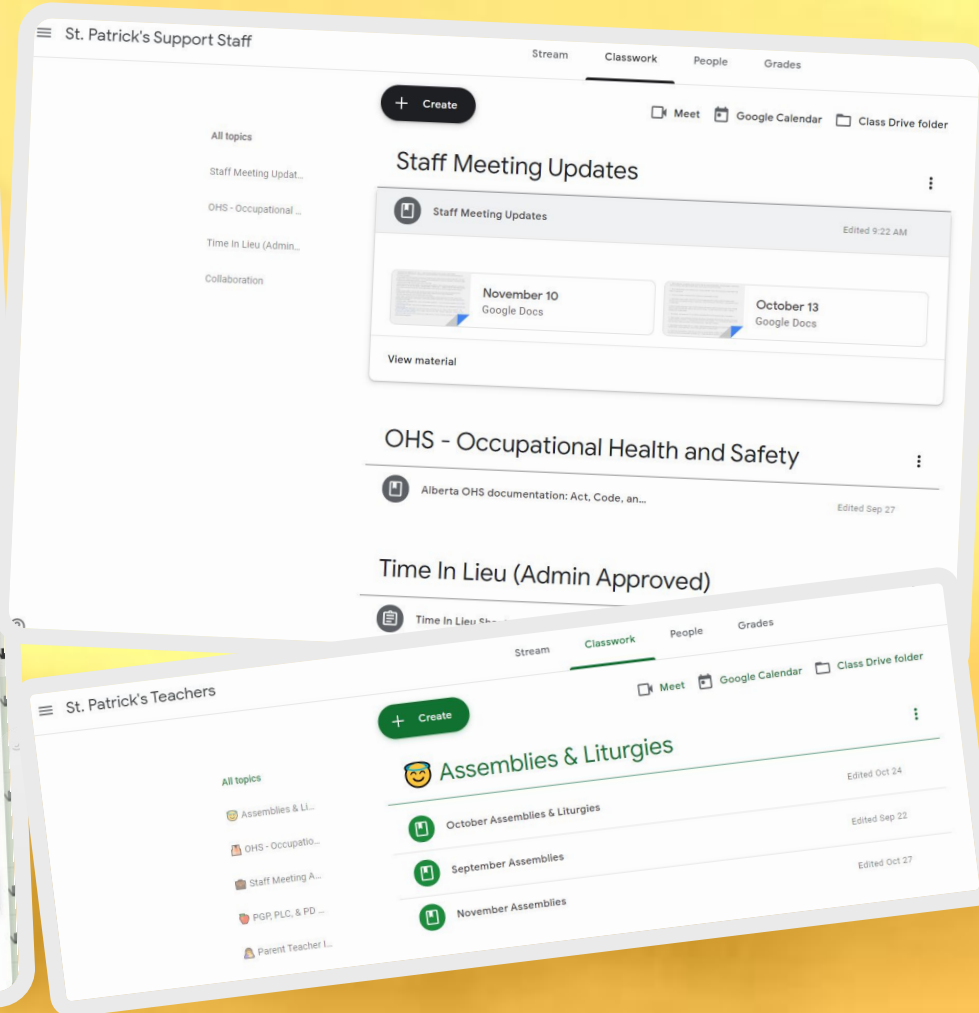 St. Patrick's Support Staff
Stream Classwork People Grades
+ Create
Meet Google Calendar Class Drive folder
All topics
Staff Meeting Updat...
OHS - Occupational ...
Time In Lieu (Admin...
Collaboration
Staff Meeting Updates
Staff Meeting Updates
Edited 9:22 AM
November 10
Google Docs
October 13
Google Docs
View material
OHS - Occupational Health and Safety
Alberta OHS documentation: Act, Code, an...
Edited Sep 27
Time In Lieu (Admin Approved)
Time In Lieu
St. Patrick's Teachers
Stream Classwork People Grades
+ Create
Meet Google Calendar Class Drive folder
All topics
😇 Assemblies & Li...
OHS - Occupatio...
💼 Staff Meeting A...
🍎 PGP, PLC, & PD ...
Parent Teacher I...
😇 Assemblies & Liturgies
October Assemblies & Liturgies
Edited Oct 24
September Assemblies
Edited Sep 22
November Assemblies
Edited Oct 27